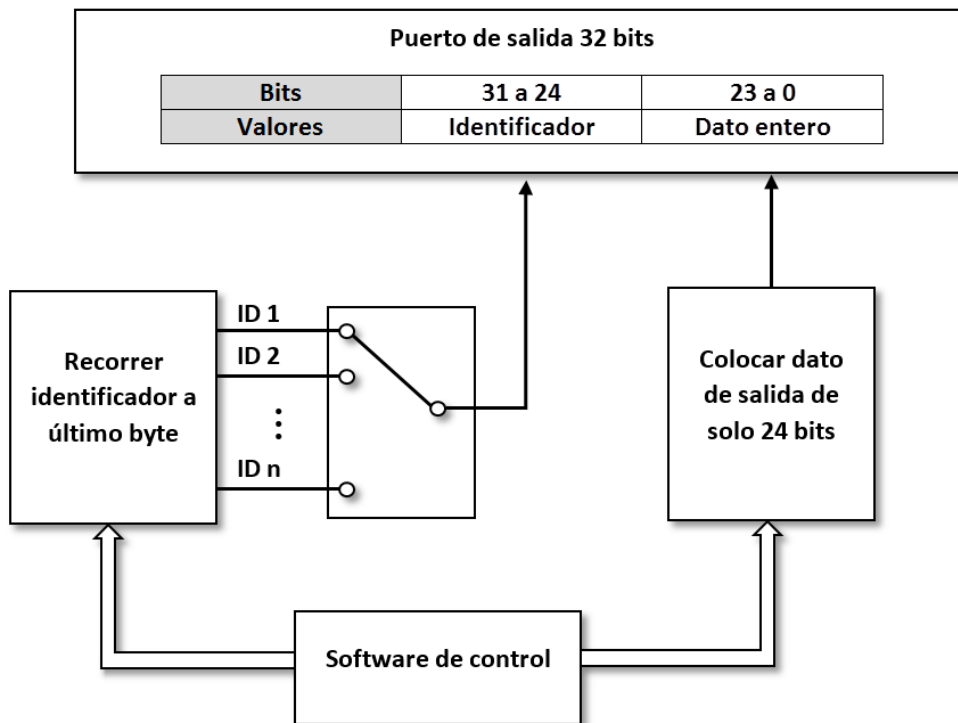 Puerto de salida 32 bits
Bits 31 a 24 23 a 0
Valores Identificador Dato entero
Recorrer
identificador a
último byte
ID 1
ID 2
⋮
ID n
Colocar dato
de salida de
solo 24 bits
Software de control